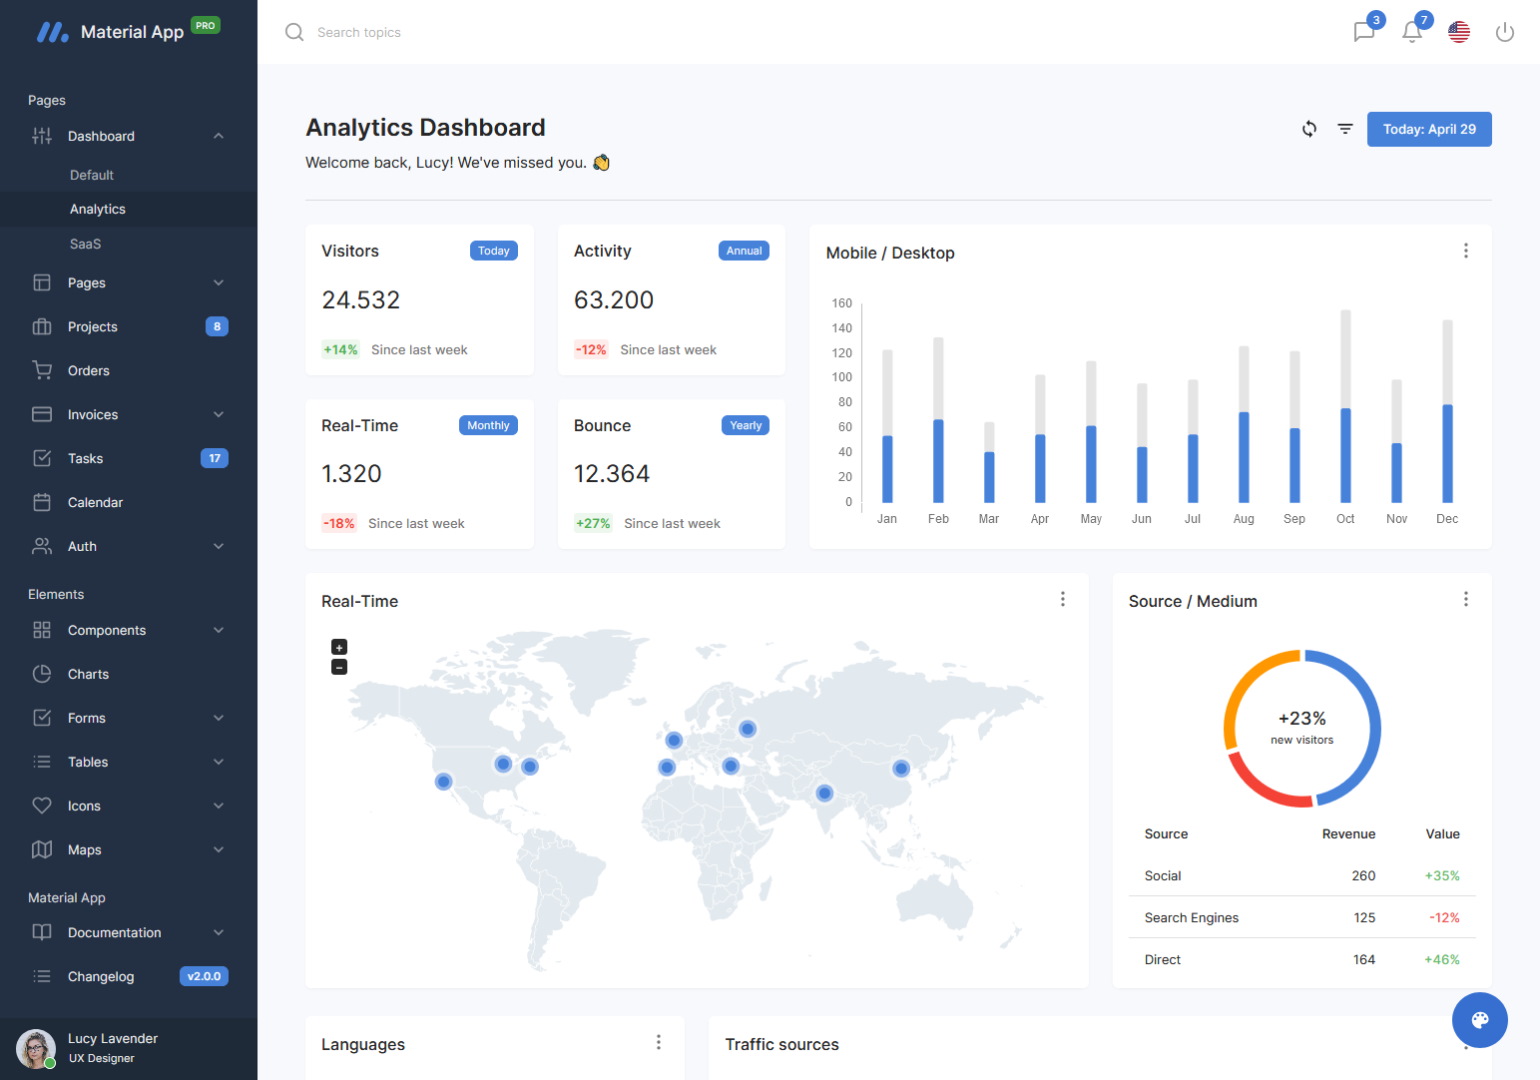 Material App PRO
Search topics
3
7
Pages
Dashboard
Default
Analytics
SaaS
Pages
Projects 8
Orders
Invoices
Tasks 17
Calendar
Auth
Elements
Components
Charts
Forms
Tables
Icons
Maps
Material App
Documentation
Changelog v2.0.0
Lucy Lavender
UX Designer
Analytics Dashboard
Welcome back, Lucy! We've missed you. 👋
Today: April 29
Visitors Today
24.532
+14% Since last week
Activity Annual
63.200
-12% Since last week
Real-Time Monthly
1.320
-18% Since last week
Bounce Yearly
12.364
+27% Since last week
Mobile / Desktop
160
140
120
100
80
60
40
20
0
Jan Feb Mar Apr May Jun Jul Aug Sep Oct Nov Dec
Real-Time
+
−
Source / Medium
+23%
new visitors
Source Revenue Value
Social 260 +35%
Search Engines 125 -12%
Direct 164 +46%
Languages
Traffic sources